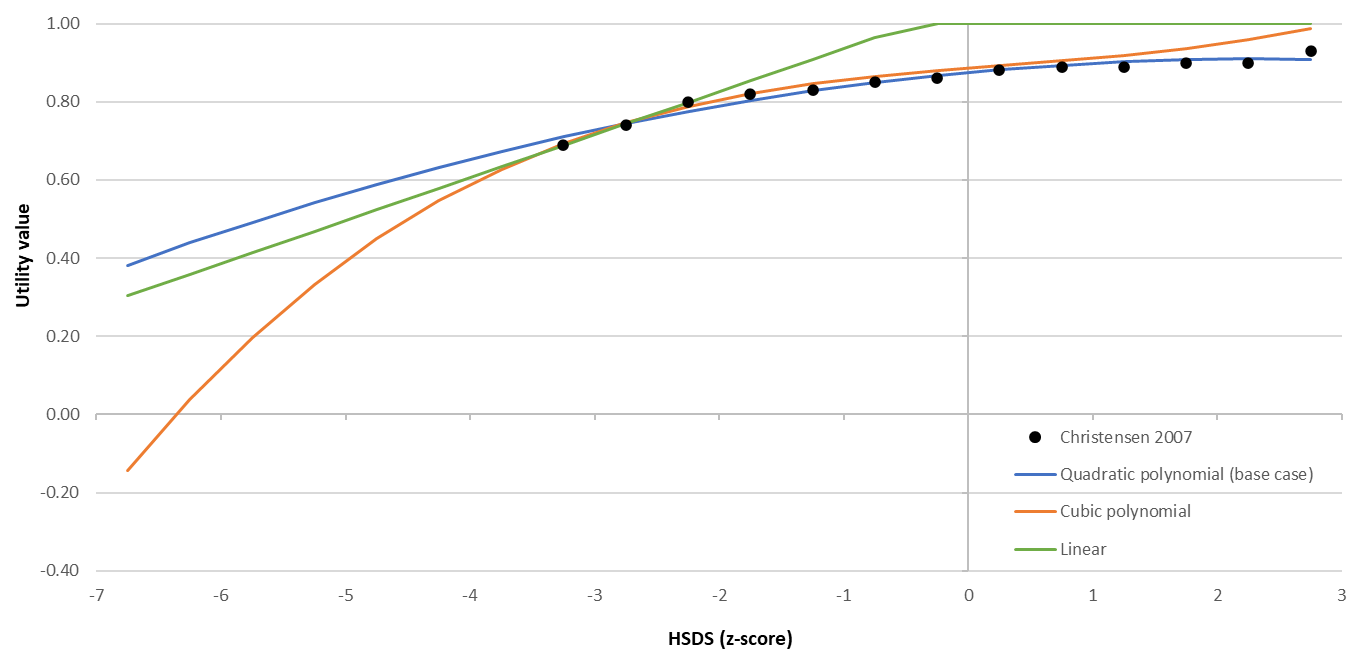 1.00
0.80
0.60
0.40
0.20
0.00
-0.20
-0.40
Utility value
-7 -6 -5 -4 -3 -2 -1 0 1 2 3
HSDS (z-score)
Christensen 2007
Quadratic polynomial (base case)
Cubic polynomial
Linear